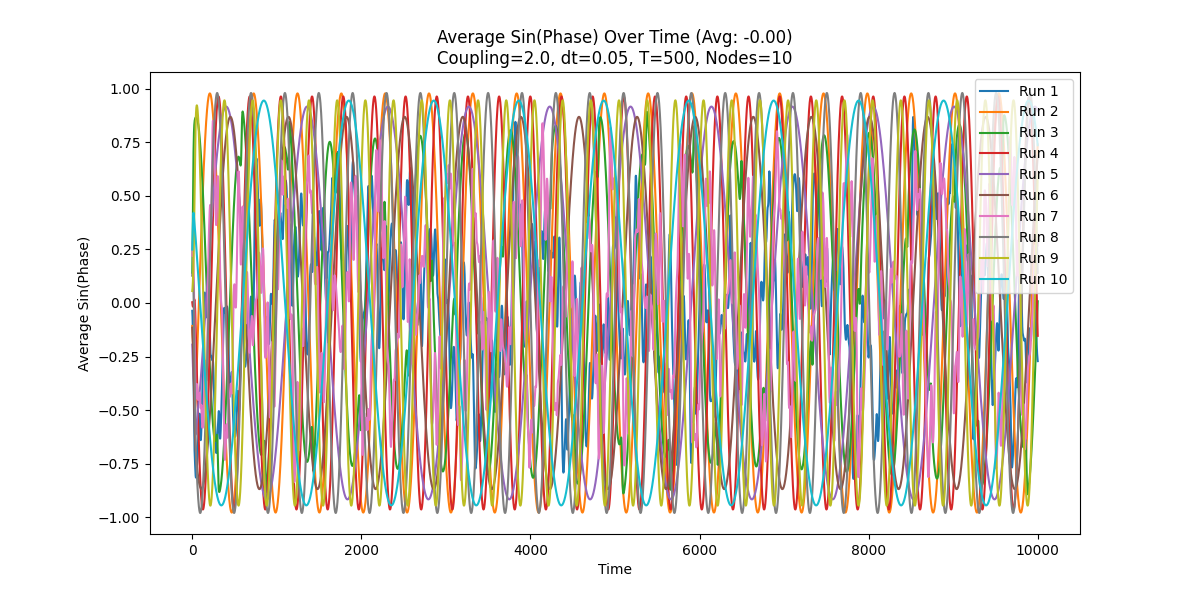 Average Sin(Phase) Over Time (Avg: -0.00)
Coupling=2.0, dt=0.05, T=500, Nodes=10
Average Sin(Phase)
1.00
0.75
0.50
0.25
0.00
−0.25
−0.50
−0.75
−1.00
Run 1
Run 2
Run 3
Run 4
Run 5
Run 6
Run 7
Run 8
Run 9
Run 10
0
2000
4000
6000
8000
10000
Time